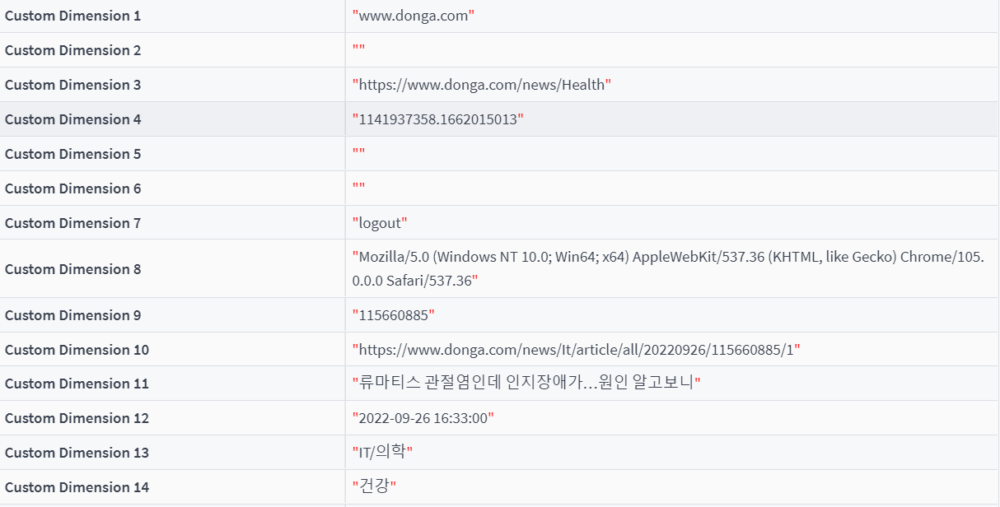 Custom Dimension 1 "www.donga.com"
Custom Dimension 2 ""
Custom Dimension 3 "https://www.donga.com/news/Health"
Custom Dimension 4 "1141937358.1662015013"
Custom Dimension 5 ""
Custom Dimension 6 ""
Custom Dimension 7 "logout"
Custom Dimension 8 "Mozilla/5.0 (Windows NT 10.0; Win64; x64) AppleWebKit/537.36 (KHTML, like Gecko) Chrome/105.
0.0.0 Safari/537.36"
Custom Dimension 9 "115660885"
Custom Dimension 10 "https://www.donga.com/news/It/article/all/20220926/115660885/1"
Custom Dimension 11 "류마티스 관절염인데 인지장애가…원인 알고보니"
Custom Dimension 12 "2022-09-26 16:33:00"
Custom Dimension 13 "IT/의학"
Custom Dimension 14 "건강"